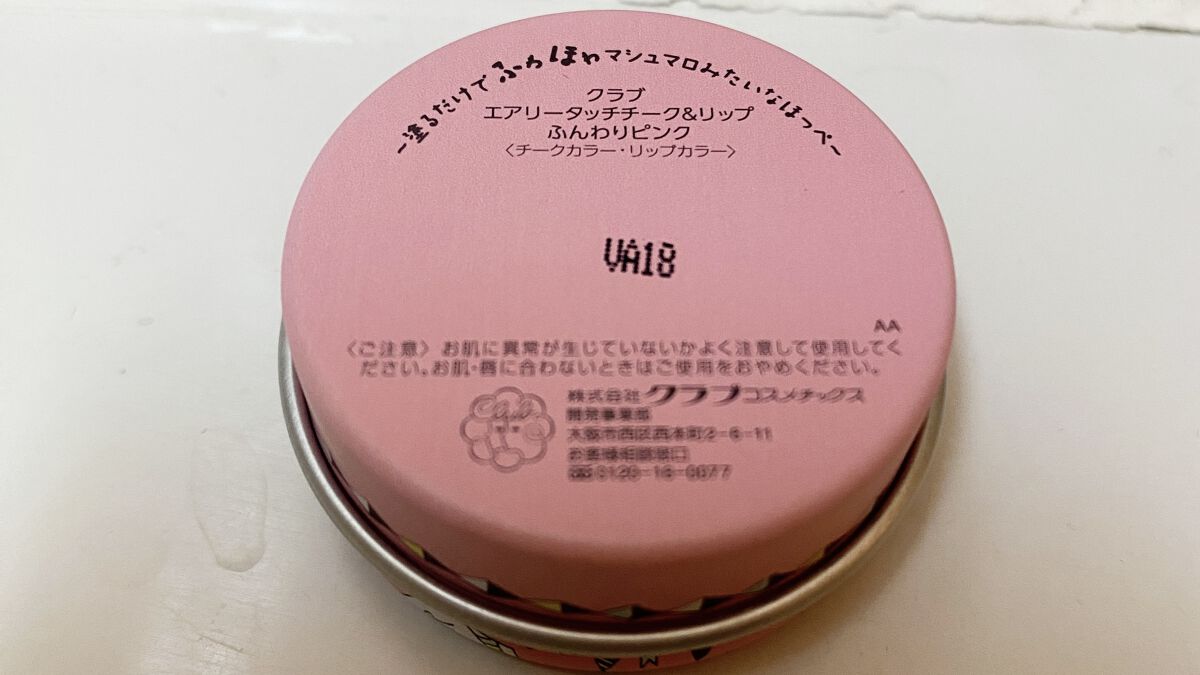 -塗るだけでふわほわマシュマロみたいなほっぺ-
クラブ
エアリータッチチーク&リップ
ふんわりピンク
〈チークカラー・リップカラー〉
VA18
AA
〈ご注意〉お肌に異常が生じていないかよく注意して使用してく
ださい。お肌・唇に合わないときはご使用をおやめください。
株式会社 クラブコスメチックス
開発事業部
大阪市西区西本町2-6-11
お客様相談窓口
0120-16-0077